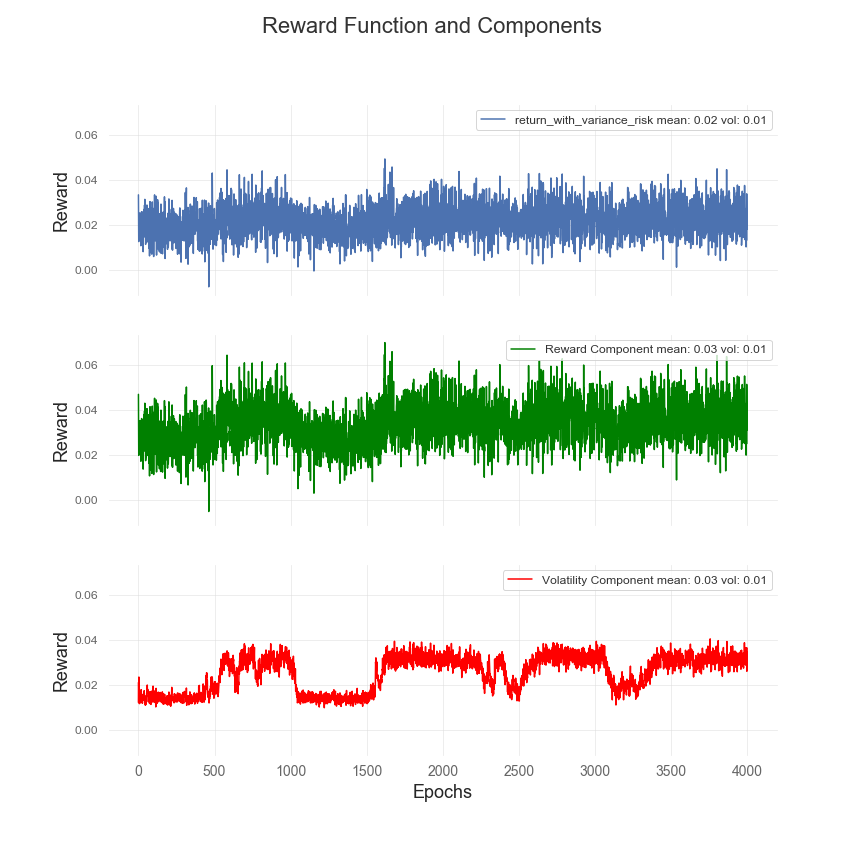 Reward Function and Components
return_with_variance_risk mean: 0.02 vol: 0.01
0.06
0.04
0.02
0.00
Reward
Reward Component mean: 0.03 vol: 0.01
0.06
0.04
0.02
0.00
Reward
Volatility Component mean: 0.03 vol: 0.01
0.06
0.04
0.02
0.00
Reward
0 500 1000 1500 2000 2500 3000 3500 4000
Epochs